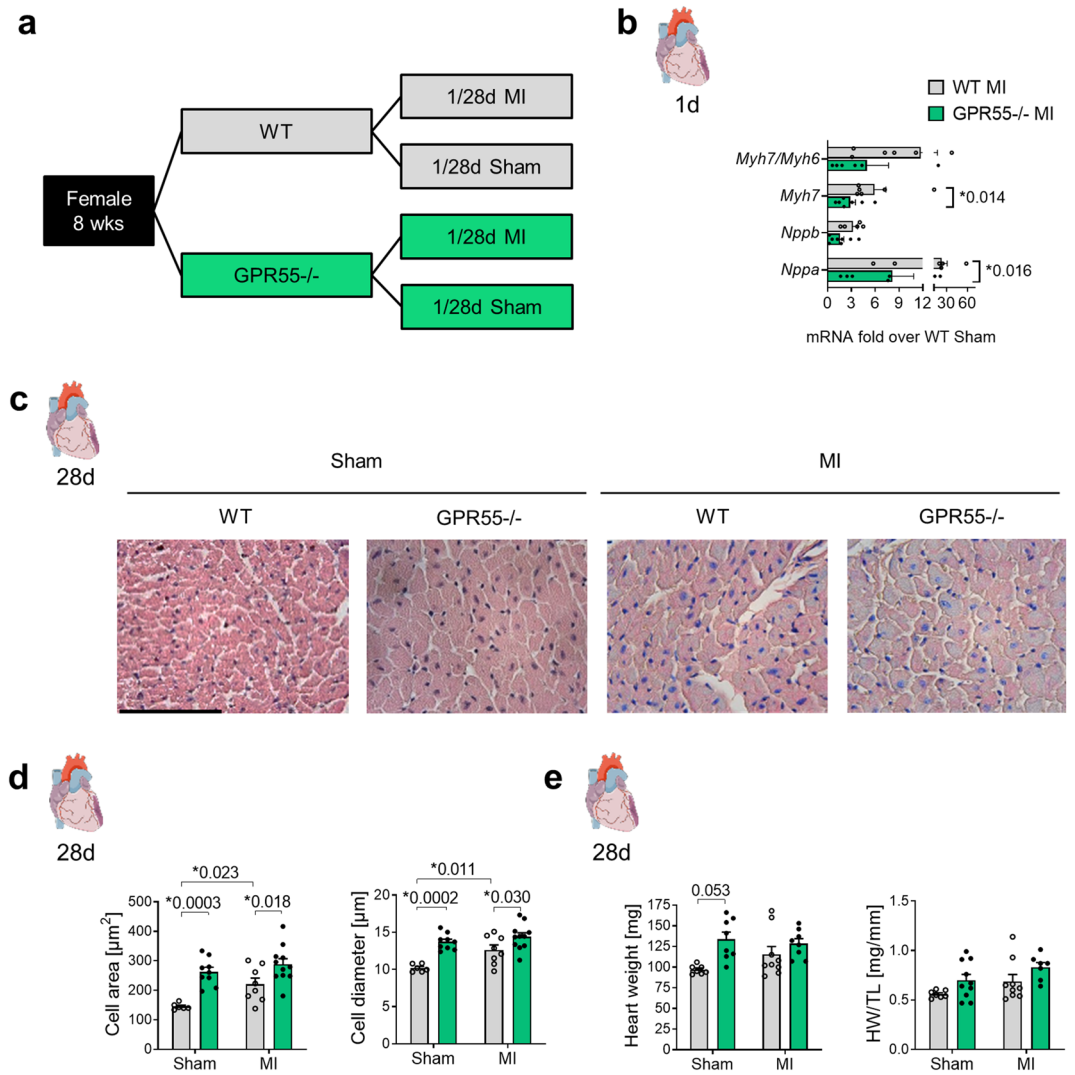 a
Female
8 wks
WT
GPR55-/-
1/28d MI
1/28d Sham
1/28d MI
1/28d Sham
b
1d
WT MI
GPR55-/- MI
Myh7/Myh6
Myh7
*0.014
Nppb
Nppa
*0.016
0 3 6 9 12 30 60
mRNA fold over WT Sham
c
28d
Sham MI
WT GPR55-/- WT GPR55-/-
d
28d
*0.023
*0.0003 *0.018
Cell area [µm²]
500
400
300
200
100
0
Sham MI
*0.011
*0.0002 *0.030
Cell diameter [µm]
20
15
10
5
0
Sham MI
e
28d
0.053
Heart weight [mg]
175
150
125
100
75
50
25
0
Sham MI
HW/TL [mg/mm]
1.5
1.0
0.5
0.0
Sham MI